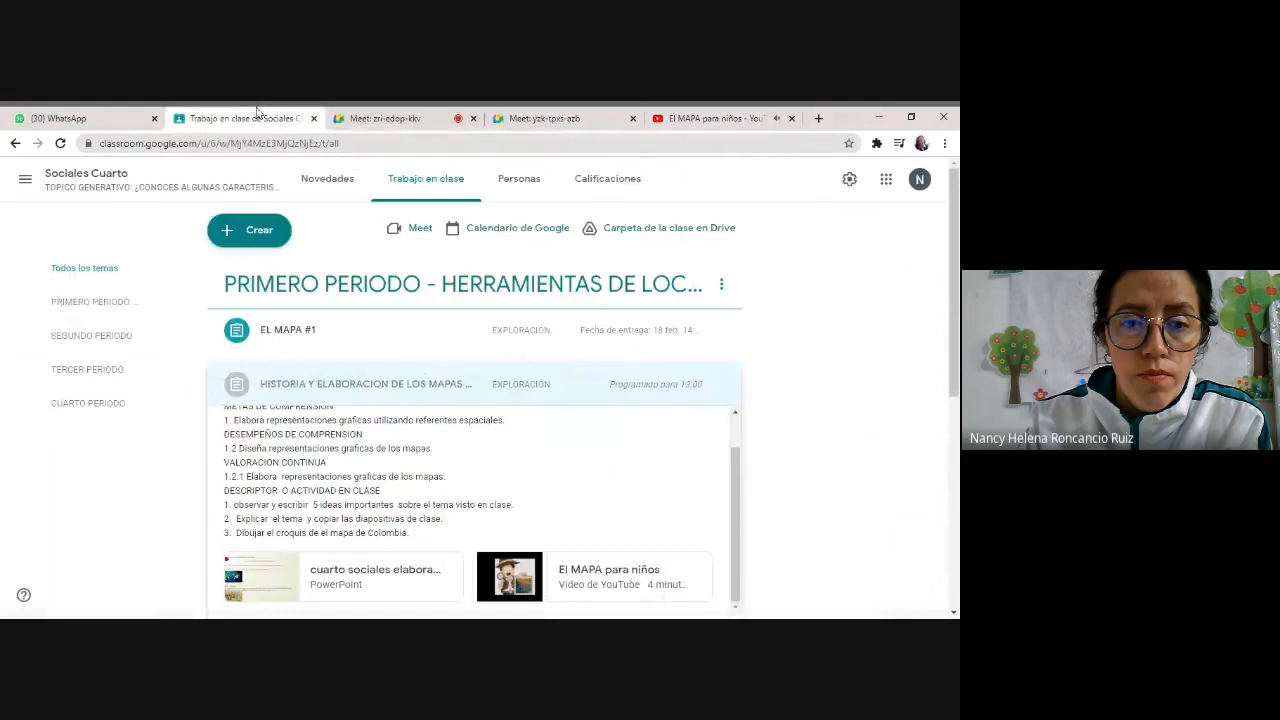 (30) WhatsApp
Trabajo en clase de Sociales C
Meet: zri-edop-kkv
Meet: yzk-tpxs-azb
El MAPA para niños - You
classroom.google.com/u/6/w/MjY4MzE3MjQzNjEz/t/all
Sociales Cuarto
TOPICO GENERATIVO: ¿CONOCES ALGUNAS CARACTERIS...
Novedades
Trabajo en clase
Personas
Calificaciones
N
Crear
Meet
Calendario de Google
Carpeta de la clase en Drive
Todos los temas
PRIMERO PERIODO ...
SEGUNDO PERIODO
TERCER PERIODO
CUARTO PERIODO
PRIMERO PERIODO - HERRAMIENTAS DE LOC...
EL MAPA #1
EXPLORACIÓN
Fecha de entrega: 18 feb. 14:...
HISTORIA Y ELABORACION DE LOS MAPAS ...
EXPLORACIÓN
Programado para 13:00
METAS DE COMPRENSION
1. Elabora representaciones graficas utilizando referentes espaciales.
DESEMPEÑOS DE COMPRENSION
1.2 Diseña representaciones graficas de los mapas.
VALORACION CONTINUA
1.2.1 Elabora representaciones graficas de los mapas.
DESCRIPTOR O ACTIVIDAD EN CLASE
1. observar y escribir 5 ideas importantes sobre el tema visto en clase.
2. Explicar el tema y copiar las diapositivas de clase.
3. Dibujar el croquis de el mapa de Colombia.
cuarto sociales elabora...
PowerPoint
El MAPA para niños
Vídeo de YouTube 4 minut...
Nancy Helena Roncancio Ruiz